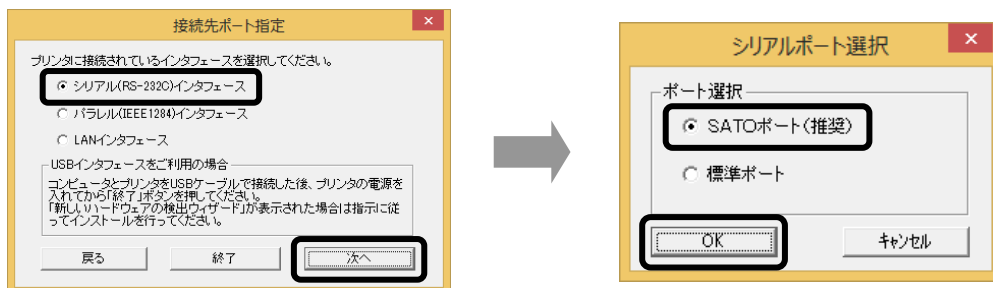 接続先ポート指定
プリンタに接続されているインタフェースを選択してください。
シリアル(RS-232C)インタフェース
パラレル(IEEE1284)インタフェース
LANインタフェース
USBインタフェースをご利用の場合
コンピュータとプリンタをUSBケーブルで接続した後、プリンタの電源を
入れてから「終了」ボタンを押してください。
「新しいハードウェアの検出ウィザード」が表示された場合は指示に従
ってインストールを行ってください。
戻る
終了
次へ
シリアルポート選択
ポート選択
SATOポート(推奨)
標準ポート
OK
キャンセル